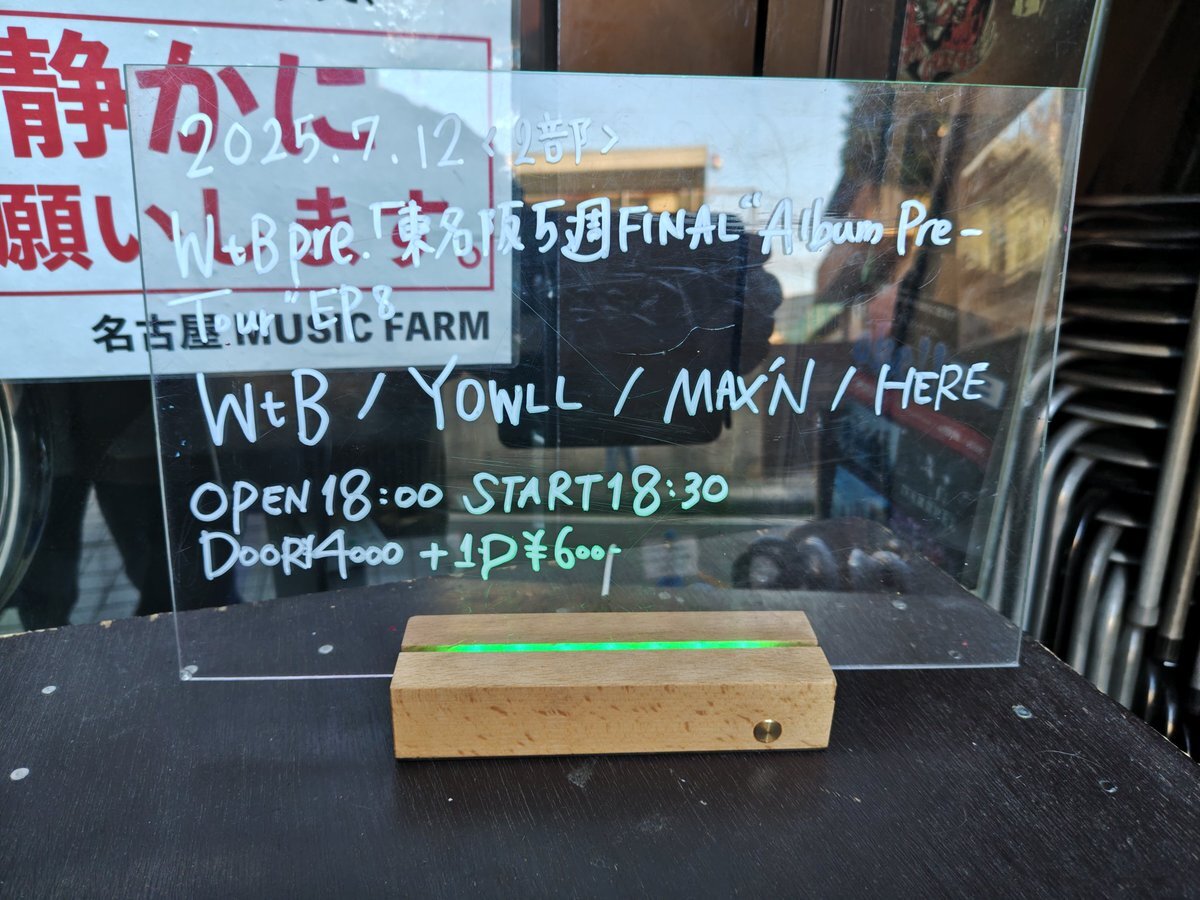 静かに
願いします。
名古屋 MUSIC FARM
2025.7.12 <2部>
WtB pre.「東名阪5週FINAL "Album Pre-
Tour" EP8
WtB / YOWLL / MAX'N / HERE
OPEN 18:00 START 18:30
DOOR¥4000 +1D¥600-